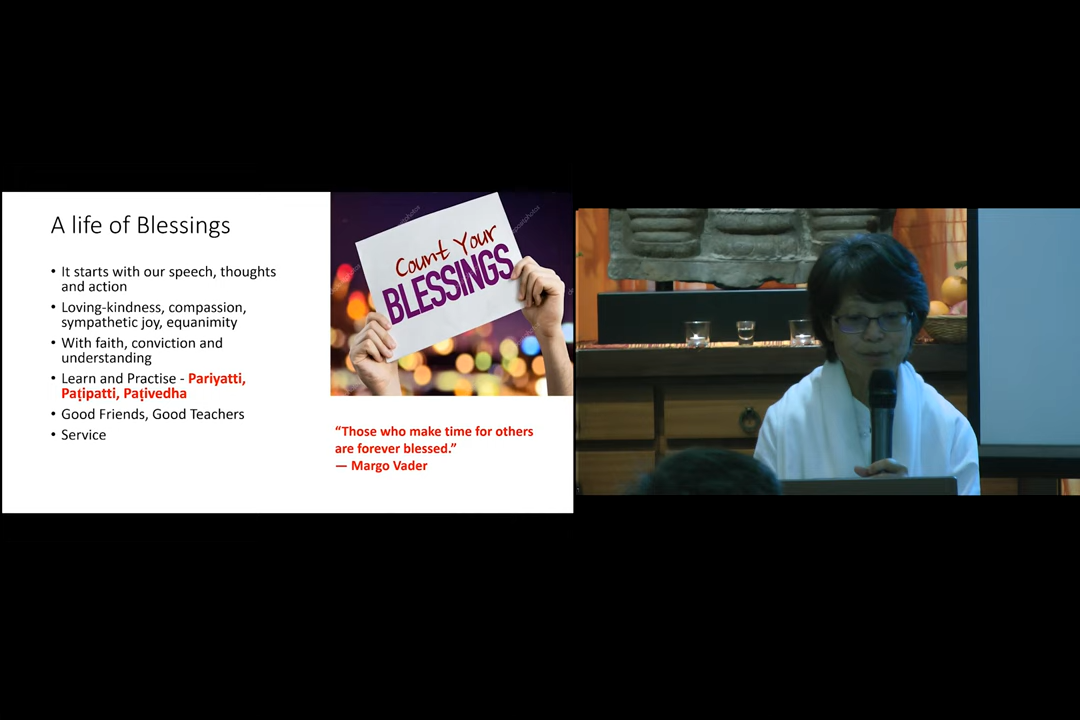 A life of Blessings
• It starts with our speech, thoughts
and action
• Loving-kindness, compassion,
sympathetic joy, equanimity
• With faith, conviction and
understanding
• Learn and Practise - Pariyatti,
Paṭipatti, Paṭivedha
• Good Friends, Good Teachers
• Service
Count Your
BLESSINGS
“Those who make time for others
are forever blessed.”
— Margo Vader